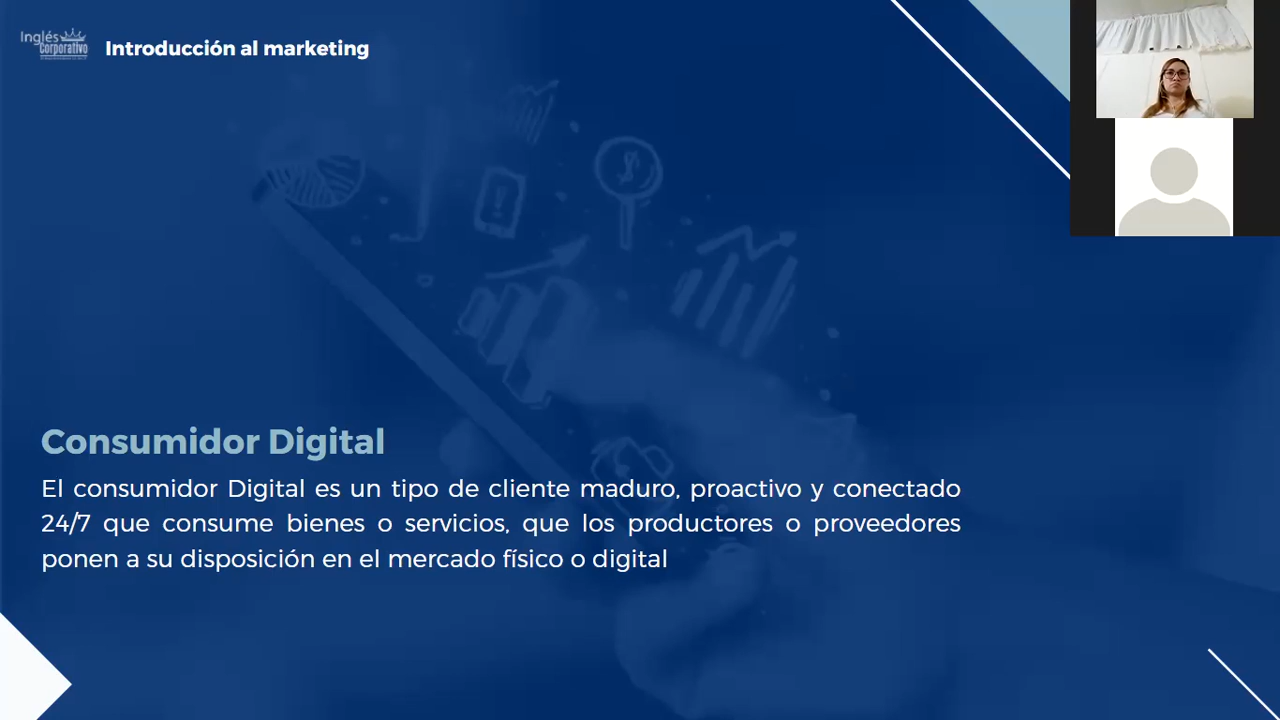 Inglés
Corporativo
Introducción al marketing
Consumidor Digital
El consumidor Digital es un tipo de cliente maduro, proactivo y conectado
24/7 que consume bienes o servicios, que los productores o proveedores
ponen a su disposición en el mercado físico o digital